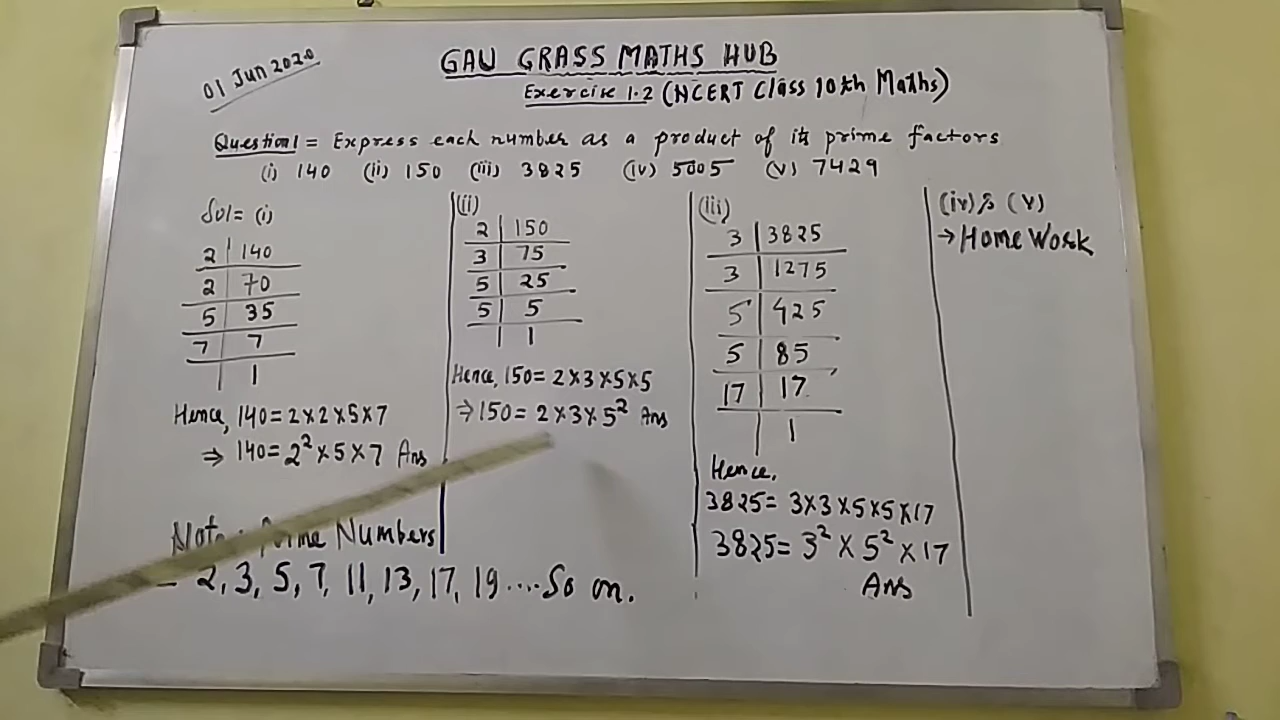 01 Jun 2020
GAU GRASS MATHS HUB
Exercise 1.2 (NCERT Class 10th Maths)
Question1 = Express each number as a product of its prime factors
(i) 140 (ii) 150 (iii) 3825 (iv) 5005 (v) 7429
Sol = (i)
2 | 140
2 | 70
5 | 35
7 | 7
| 1
Hence, 140 = 2×2×5×7
⇒ 140 = 2² × 5 × 7 Ans
(ii)
2 | 150
3 | 75
5 | 25
5 | 5
| 1
Hence, 150 = 2×3×5×5
⇒ 150 = 2×3×5² Ans
(iii)
3 | 3825
3 | 1275
5 | 425
5 | 85
17 | 17
| 1
Hence,
3825 = 3×3×5×5×17
3825 = 3² × 5² × 17
Ans
(iv) & (v)
→ Home Work
Numbers
2, 3, 5, 7, 11, 13, 17, 19 .... So on.